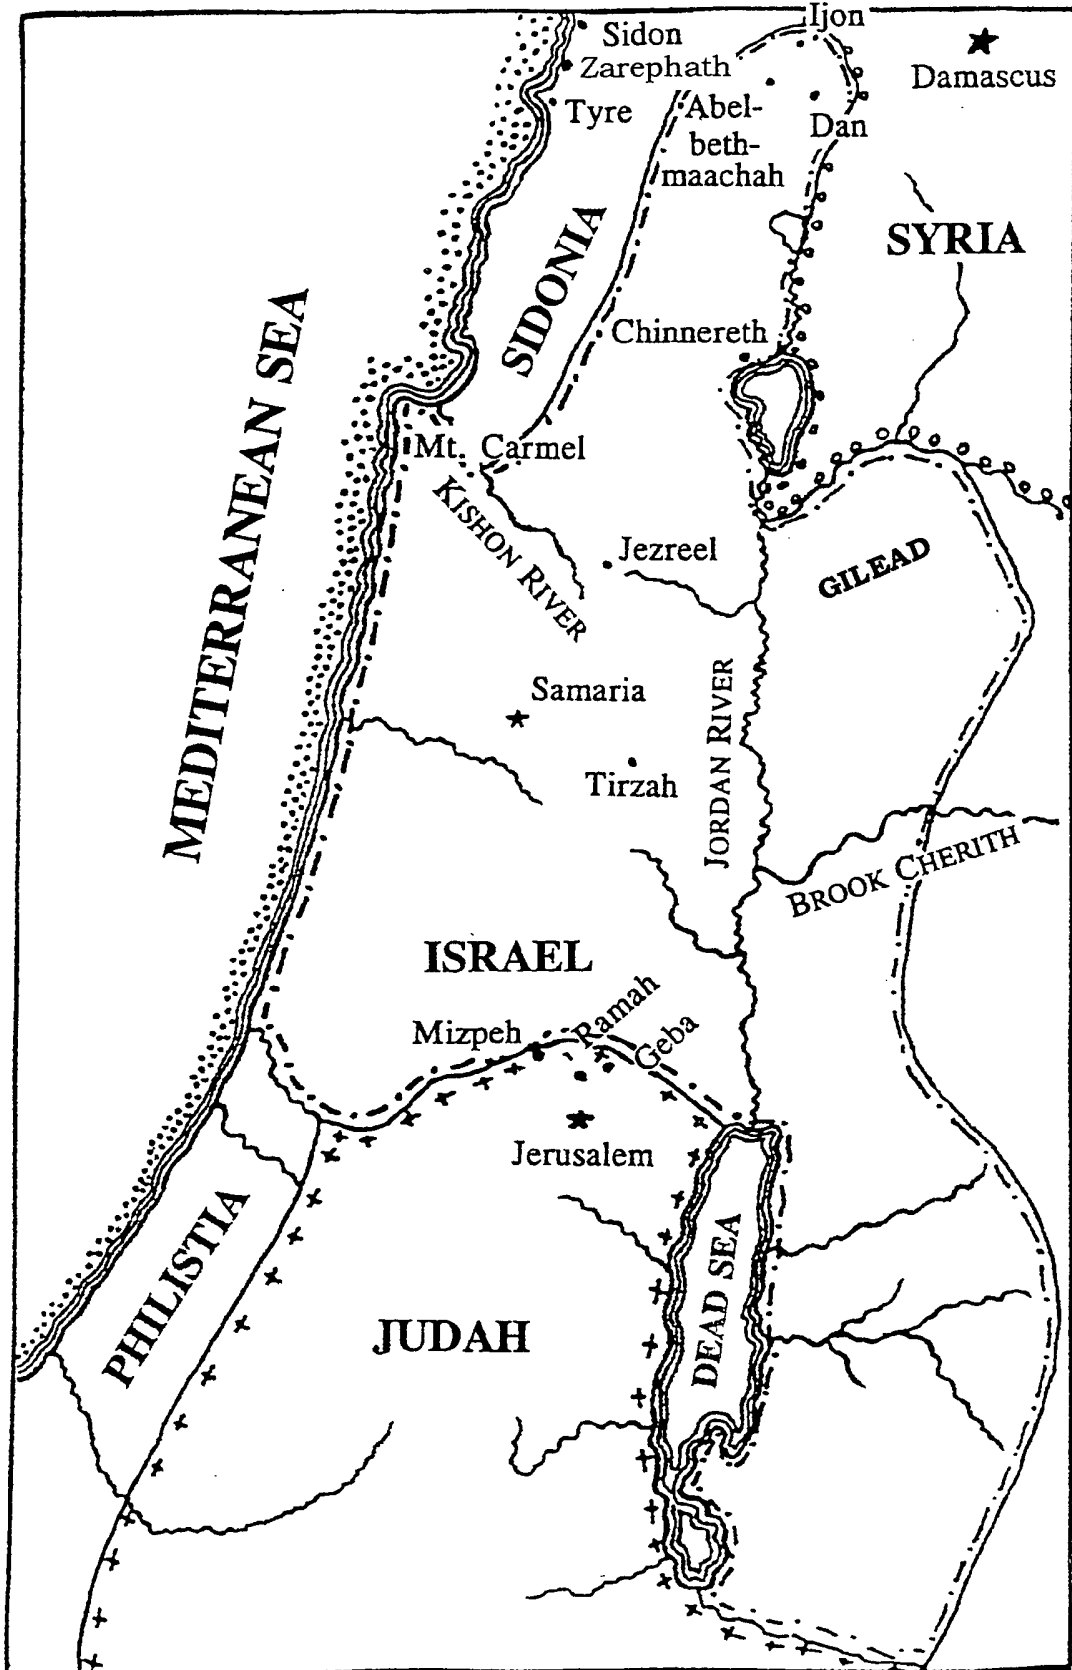 Ijon
Sidon
Zarephath
Damascus
Tyre
Abel-
beth-
maachah
Dan
SYRIA
SIDONIA
Chinnereth
MEDITERRANEAN SEA
Mt. Carmel
KISHON RIVER
Jezreel
GILEAD
Samaria
JORDAN RIVER
Tirzah
BROOK CHERITH
ISRAEL
Mizpeh
Ramah
Geba
Jerusalem
PHILISTIA
DEAD SEA
JUDAH